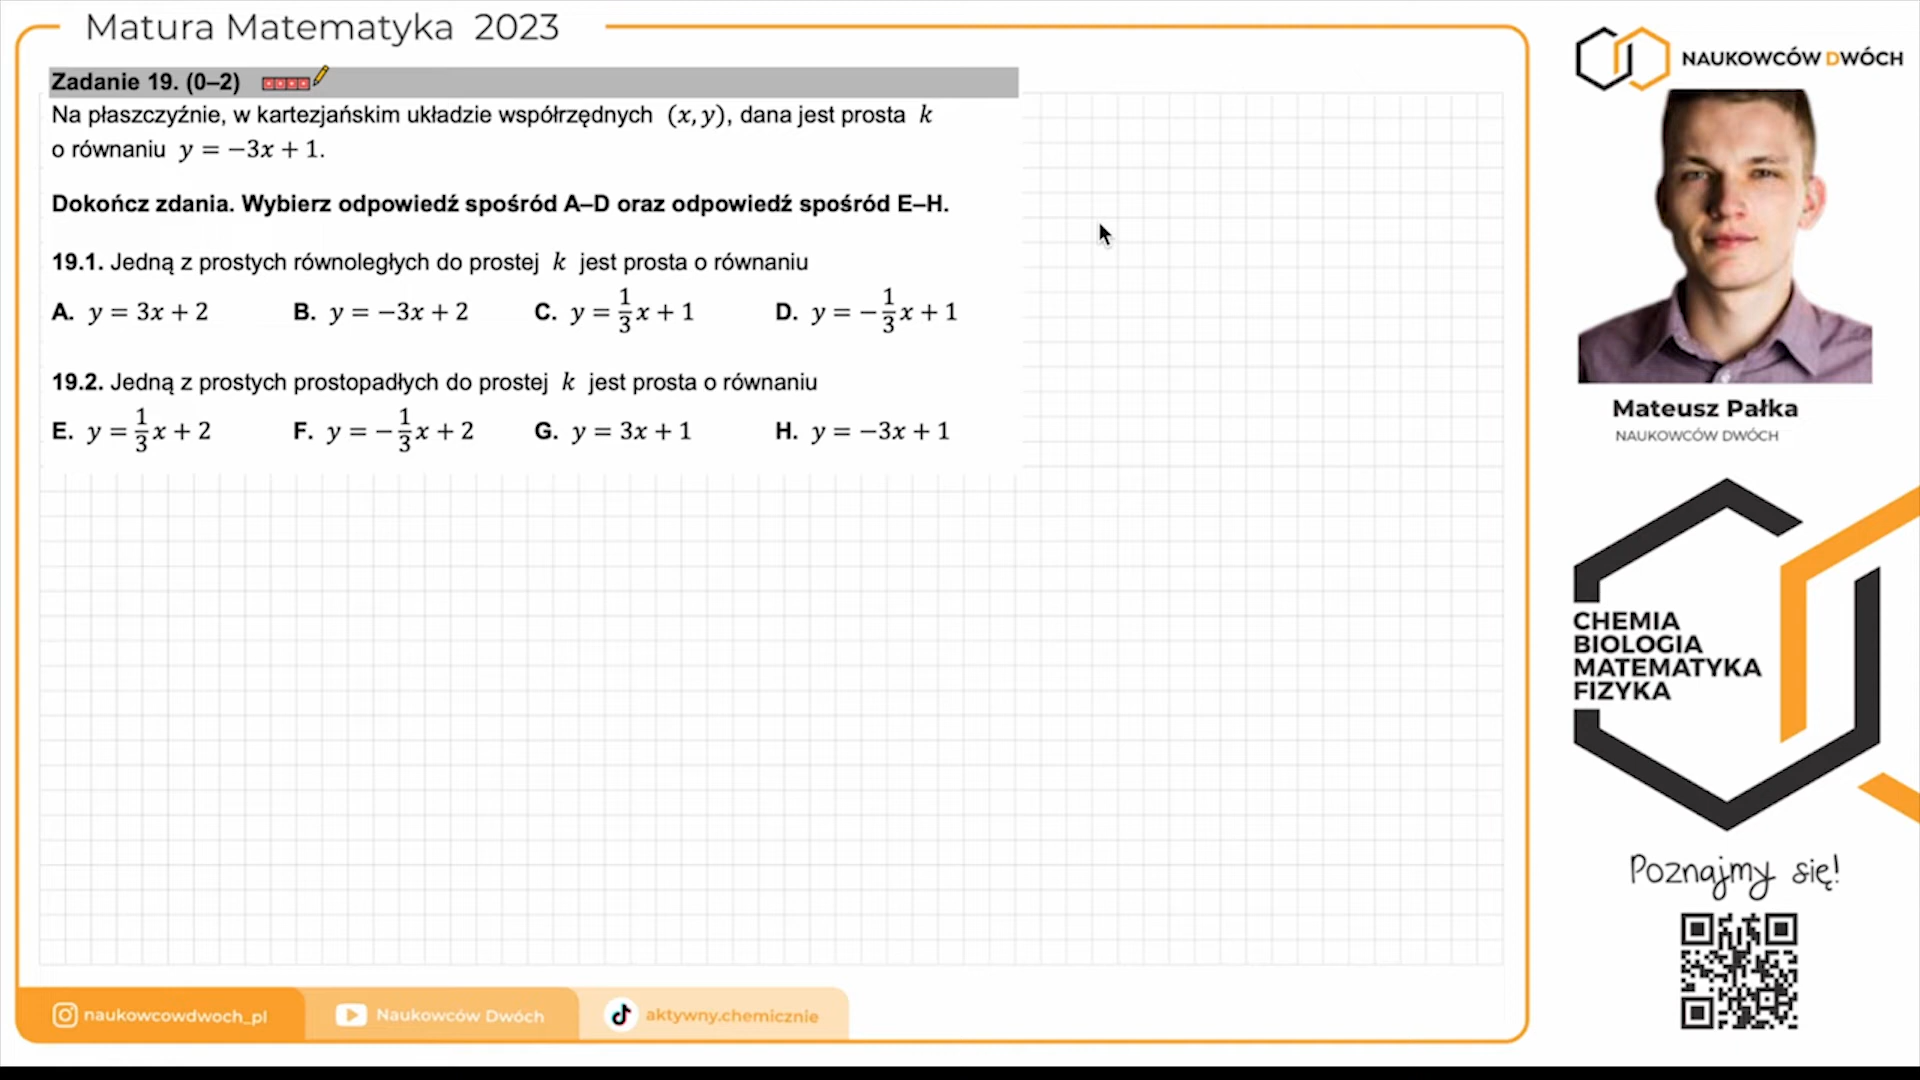 Matura Matematyka 2023
Zadanie 19. (0–2)
Na płaszczyźnie, w kartezjańskim układzie współrzędnych (x, y), dana jest prosta k
o równaniu y = −3x + 1.
Dokończ zdania. Wybierz odpowiedź spośród A–D oraz odpowiedź spośród E–H.
19.1. Jedną z prostych równoległych do prostej k jest prosta o równaniu
A. y = 3x + 2 B. y = −3x + 2 C. y = 1/3x + 1 D. y = −1/3x + 1
19.2. Jedną z prostych prostopadłych do prostej k jest prosta o równaniu
E. y = 1/3x + 2 F. y = −1/3x + 2 G. y = 3x + 1 H. y = −3x + 1
naukowcowdwoch_pl
Naukowców Dwóch
aktywny.chemicznie
NAUKOWCÓW DWÓCH
Mateusz Pałka
NAUKOWCÓW DWÓCH
CHEMIA
BIOLOGIA
MATEMATYKA
FIZYKA
Poznajmy się!